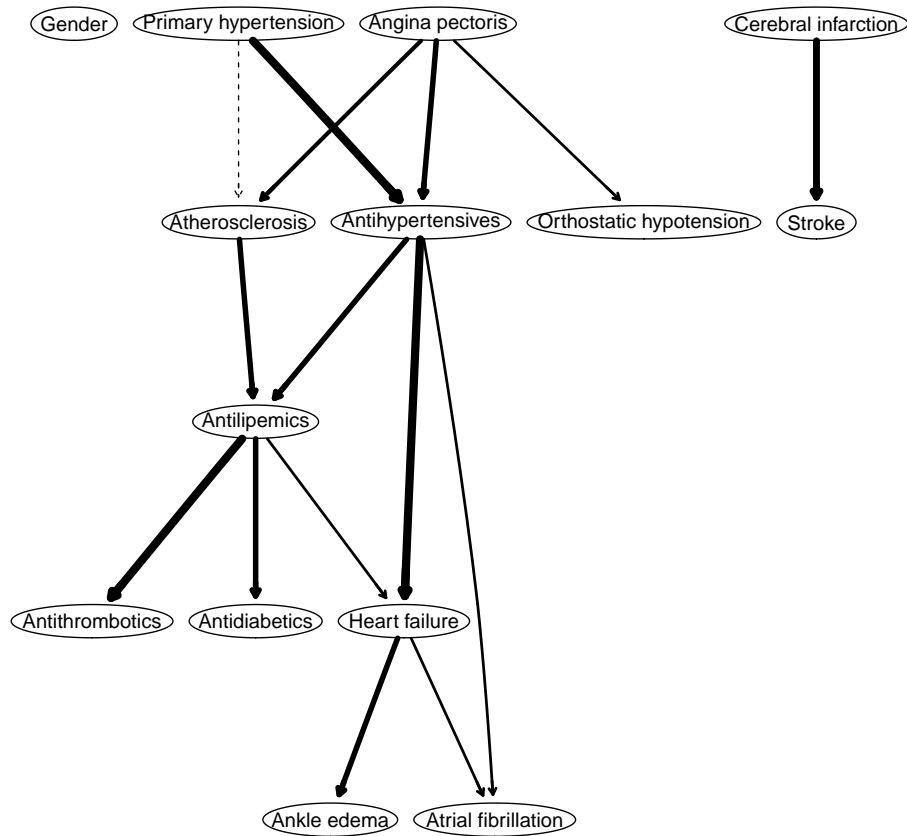 Gender
Primary hypertension
Angina pectoris
Cerebral infarction
Atherosclerosis
Antihypertensives
Orthostatic hypotension
Stroke
Antilipemics
Antithrombotics
Antidiabetics
Heart failure
Ankle edema
Atrial fibrillation